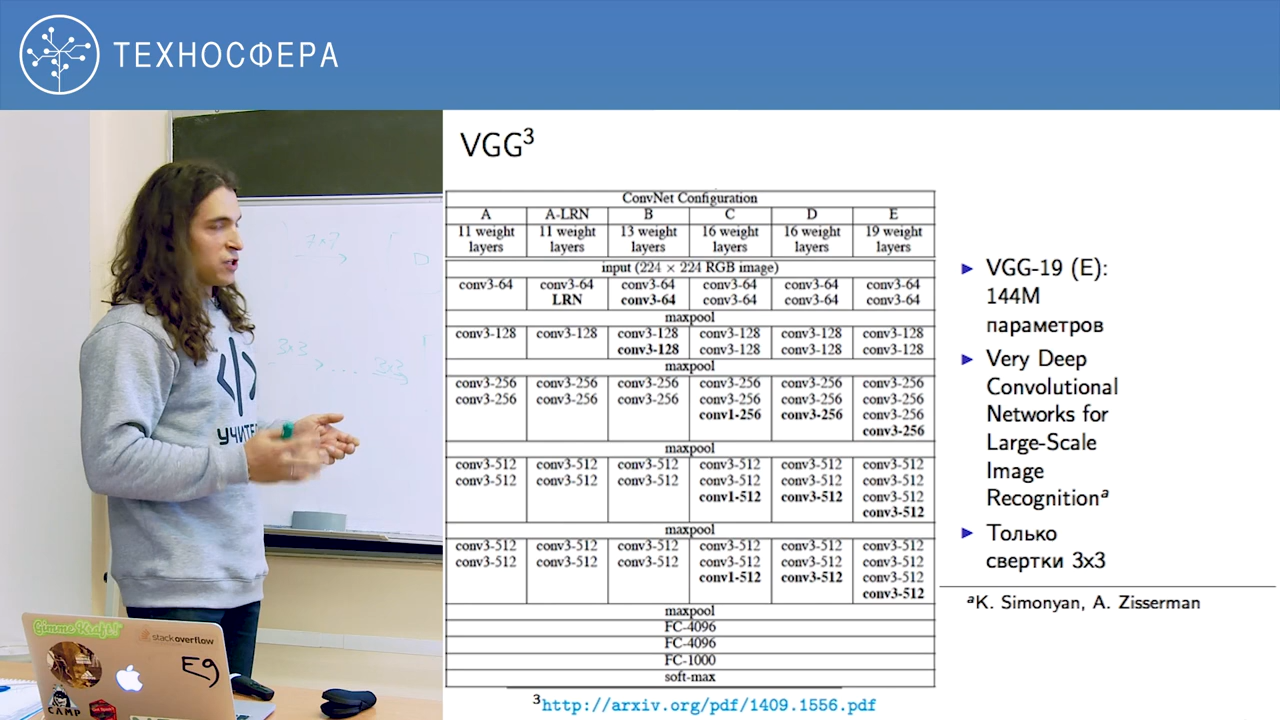 ТЕХНОСФЕРА
VGG³
ConvNet Configuration
A A-LRN B C D E
11 weight layers 11 weight layers 13 weight layers 16 weight layers 16 weight layers 19 weight layers
input (224 × 224 RGB image)
conv3-64 conv3-64 conv3-64 conv3-64 conv3-64 conv3-64
LRN conv3-64 conv3-64 conv3-64 conv3-64
maxpool
conv3-128 conv3-128 conv3-128 conv3-128 conv3-128 conv3-128
conv3-128 conv3-128 conv3-128 conv3-128
maxpool
conv3-256 conv3-256 conv3-256 conv3-256 conv3-256 conv3-256
conv3-256 conv3-256 conv3-256 conv3-256 conv3-256 conv3-256
conv1-256 conv3-256 conv3-256
conv3-256
maxpool
conv3-512 conv3-512 conv3-512 conv3-512 conv3-512 conv3-512
conv3-512 conv3-512 conv3-512 conv3-512 conv3-512 conv3-512
conv1-512 conv3-512 conv3-512
conv3-512
maxpool
conv3-512 conv3-512 conv3-512 conv3-512 conv3-512 conv3-512
conv3-512 conv3-512 conv3-512 conv3-512 conv3-512 conv3-512
conv1-512 conv3-512 conv3-512
conv3-512
maxpool
FC-4096
FC-4096
FC-1000
soft-max
VGG-19 (E):
144M
параметров
Very Deep
Convolutional
Networks for
Large-Scale
Image
Recognitionᵃ
Только
свертки 3x3
ᵃK. Simonyan, A. Zisserman
³http://arxiv.org/pdf/1409.1556.pdf
7x7
3x3 ... 3x3
</>
УЧИТЕ
Gimme Kraft!
stackoverflow
E9
CAMP